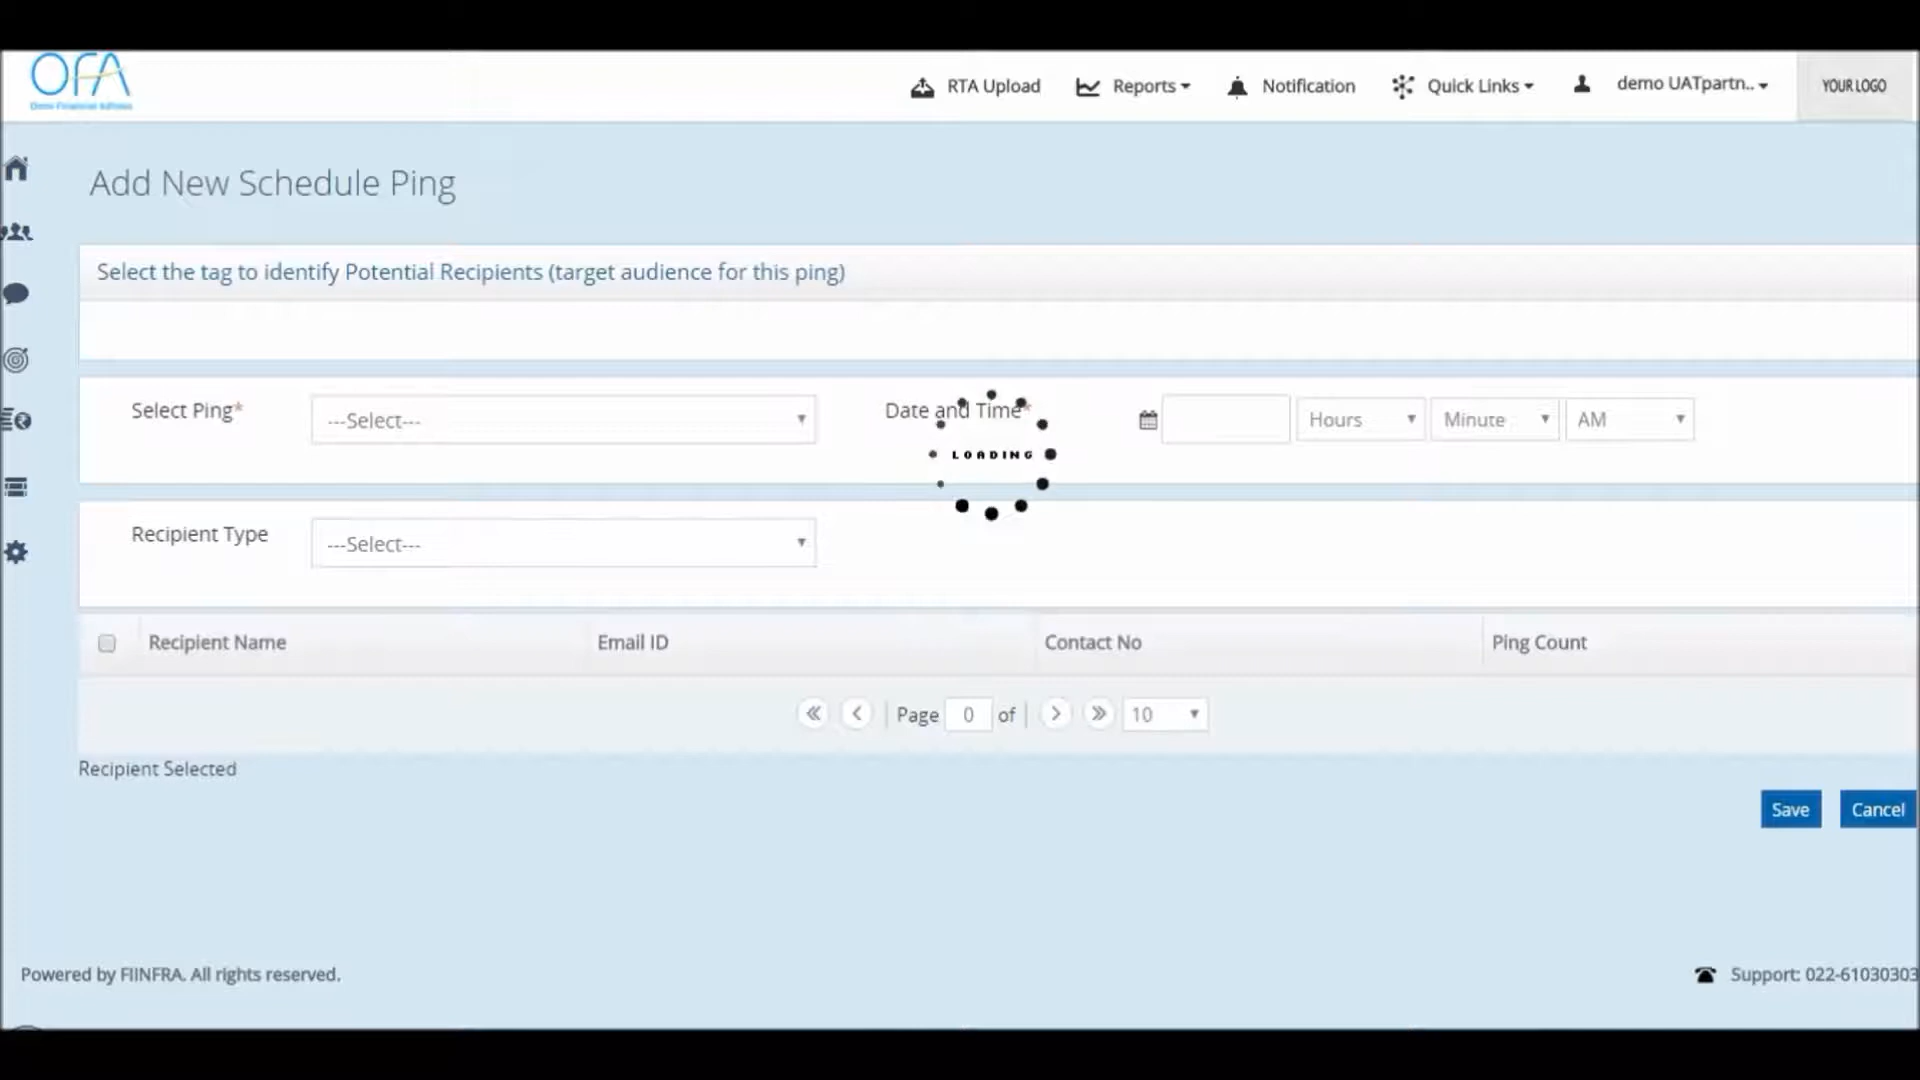 OFA
RTA Upload
Reports
Notification
Quick Links
demo UATpartn..
YOUR LOGO
Add New Schedule Ping
Select the tag to identify Potential Recipients (target audience for this ping)
Select Ping*
---Select---
Date and Time*
Hours
Minute
AM
LOADING
Recipient Type
---Select---
Recipient Name
Email ID
Contact No
Ping Count
Page 0 of
10
Recipient Selected
Save
Cancel
Powered by FIINFRA. All rights reserved.
Support: 022-61030303